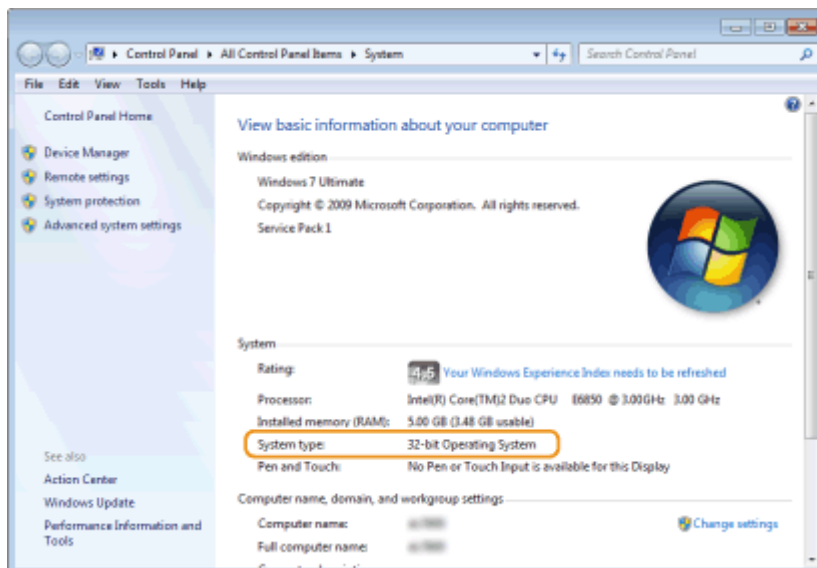 Control Panel ▸ All Control Panel Items ▸ System
Search Control Panel
File Edit View Tools Help
Control Panel Home
Device Manager
Remote settings
System protection
Advanced system settings
See also
Action Center
Windows Update
Performance Information and
Tools
View basic information about your computer
Windows edition
Windows 7 Ultimate
Copyright © 2009 Microsoft Corporation. All rights reserved.
Service Pack 1
System
Rating: 4,5 Your Windows Experience Index needs to be refreshed
Processor: Intel(R) Core(TM)2 Duo CPU E6850 @ 3.00GHz 3.00 GHz
Installed memory (RAM): 5.00 GB (3.48 GB usable)
System type: 32-bit Operating System
Pen and Touch: No Pen or Touch Input is available for this Display
Computer name, domain, and workgroup settings
Computer name:
Change settings
Full computer name: